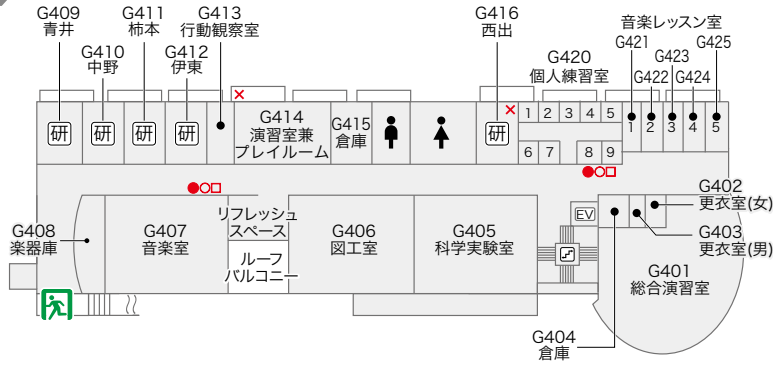 G409
青井
G410
中野
G411
柿本
G412
伊東
G413
行動観察室
G416
西出
G420
個人練習室
音楽レッスン室
G421
G422
G423
G424
G425
研
研
研
研
G414
演習室兼
プレイルーム
G415
倉庫
研
1 2 3 4 5
6 7 8 9
1 2 3 4 5
G408
楽器庫
G407
音楽室
リフレッシュ
スペース
ルーフ
バルコニー
G406
図工室
G405
科学実験室
EV
G402
更衣室(女)
G403
更衣室(男)
G401
総合演習室
G404
倉庫